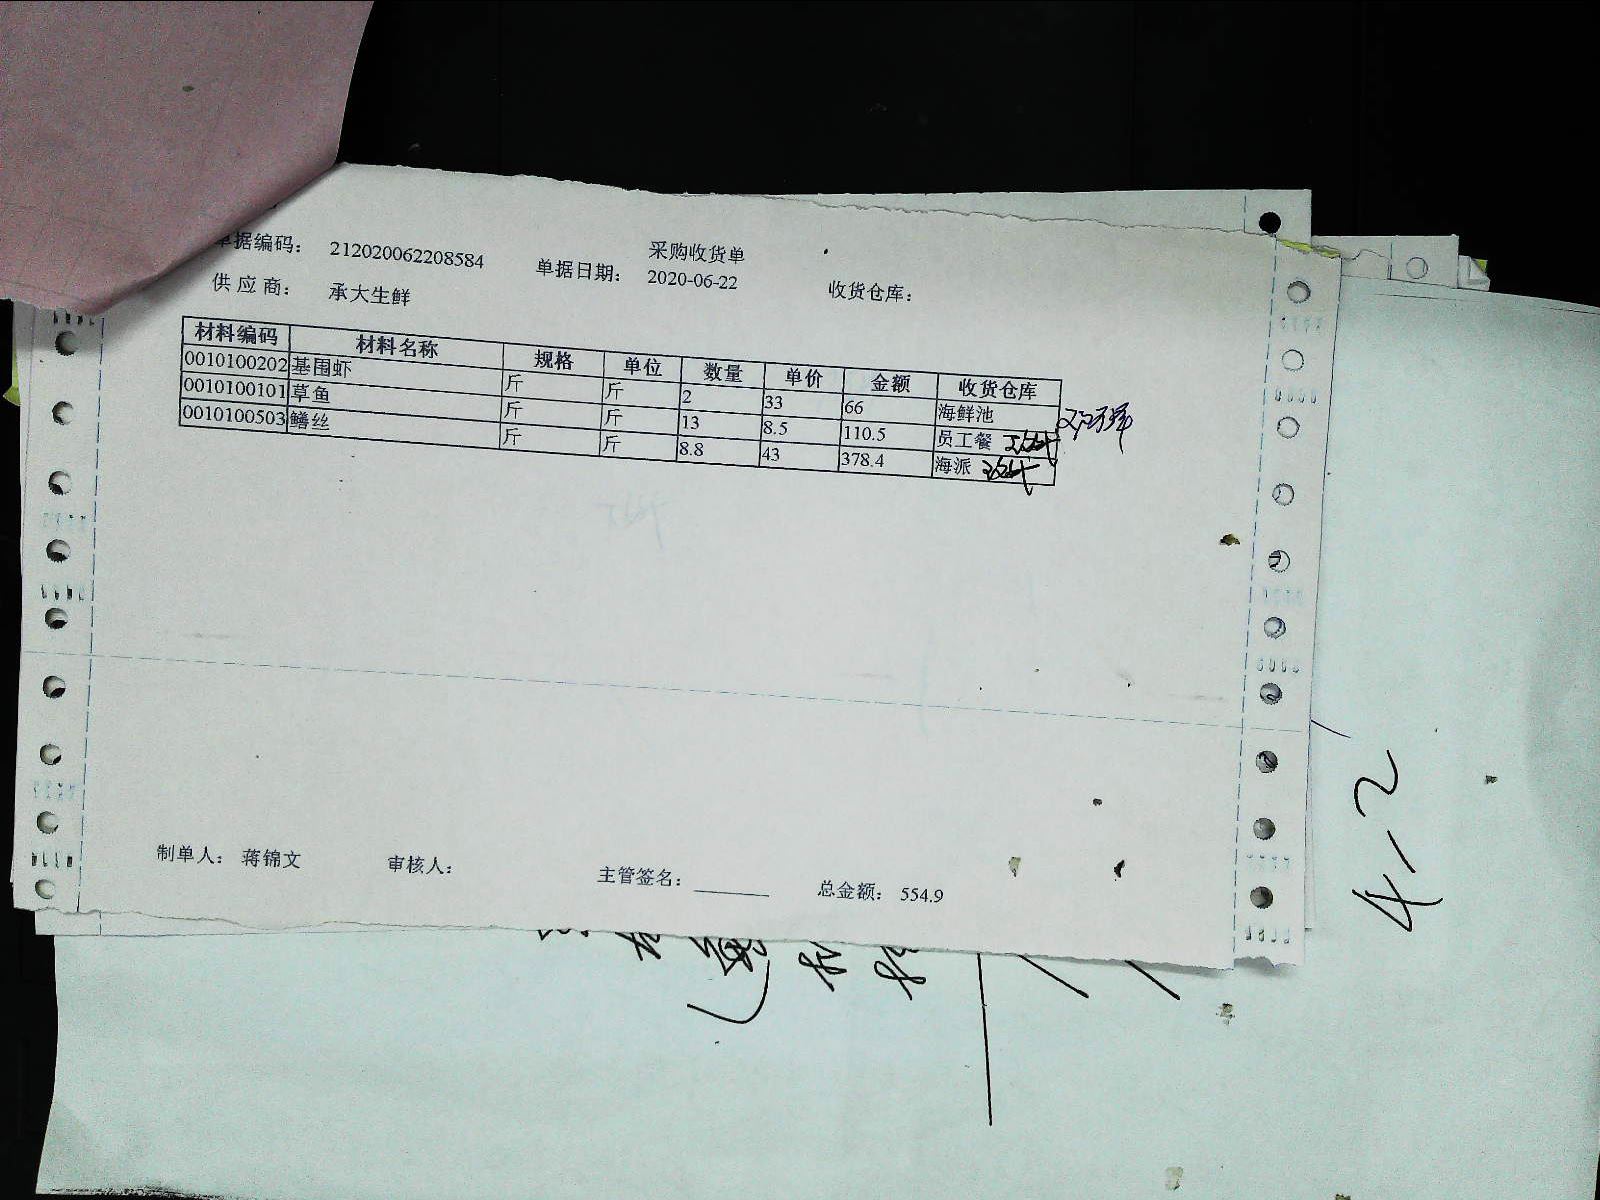 单据编码： 212020062208584 采购收货单
单据日期： 2020-06-22 收货仓库：
供 应 商： 承大生鲜
材料编码 材料名称 规格 单位 数量 单价 金额 收货仓库
0010100202 基围虾 斤 斤 2 33 66 海鲜池
0010100101 草鱼 斤 斤 13 8.5 110.5 员工餐
0010100503 鳝丝 斤 斤 8.8 43 378.4 海派
制单人： 蒋锦文 审核人： 主管签名： 总金额： 554.9